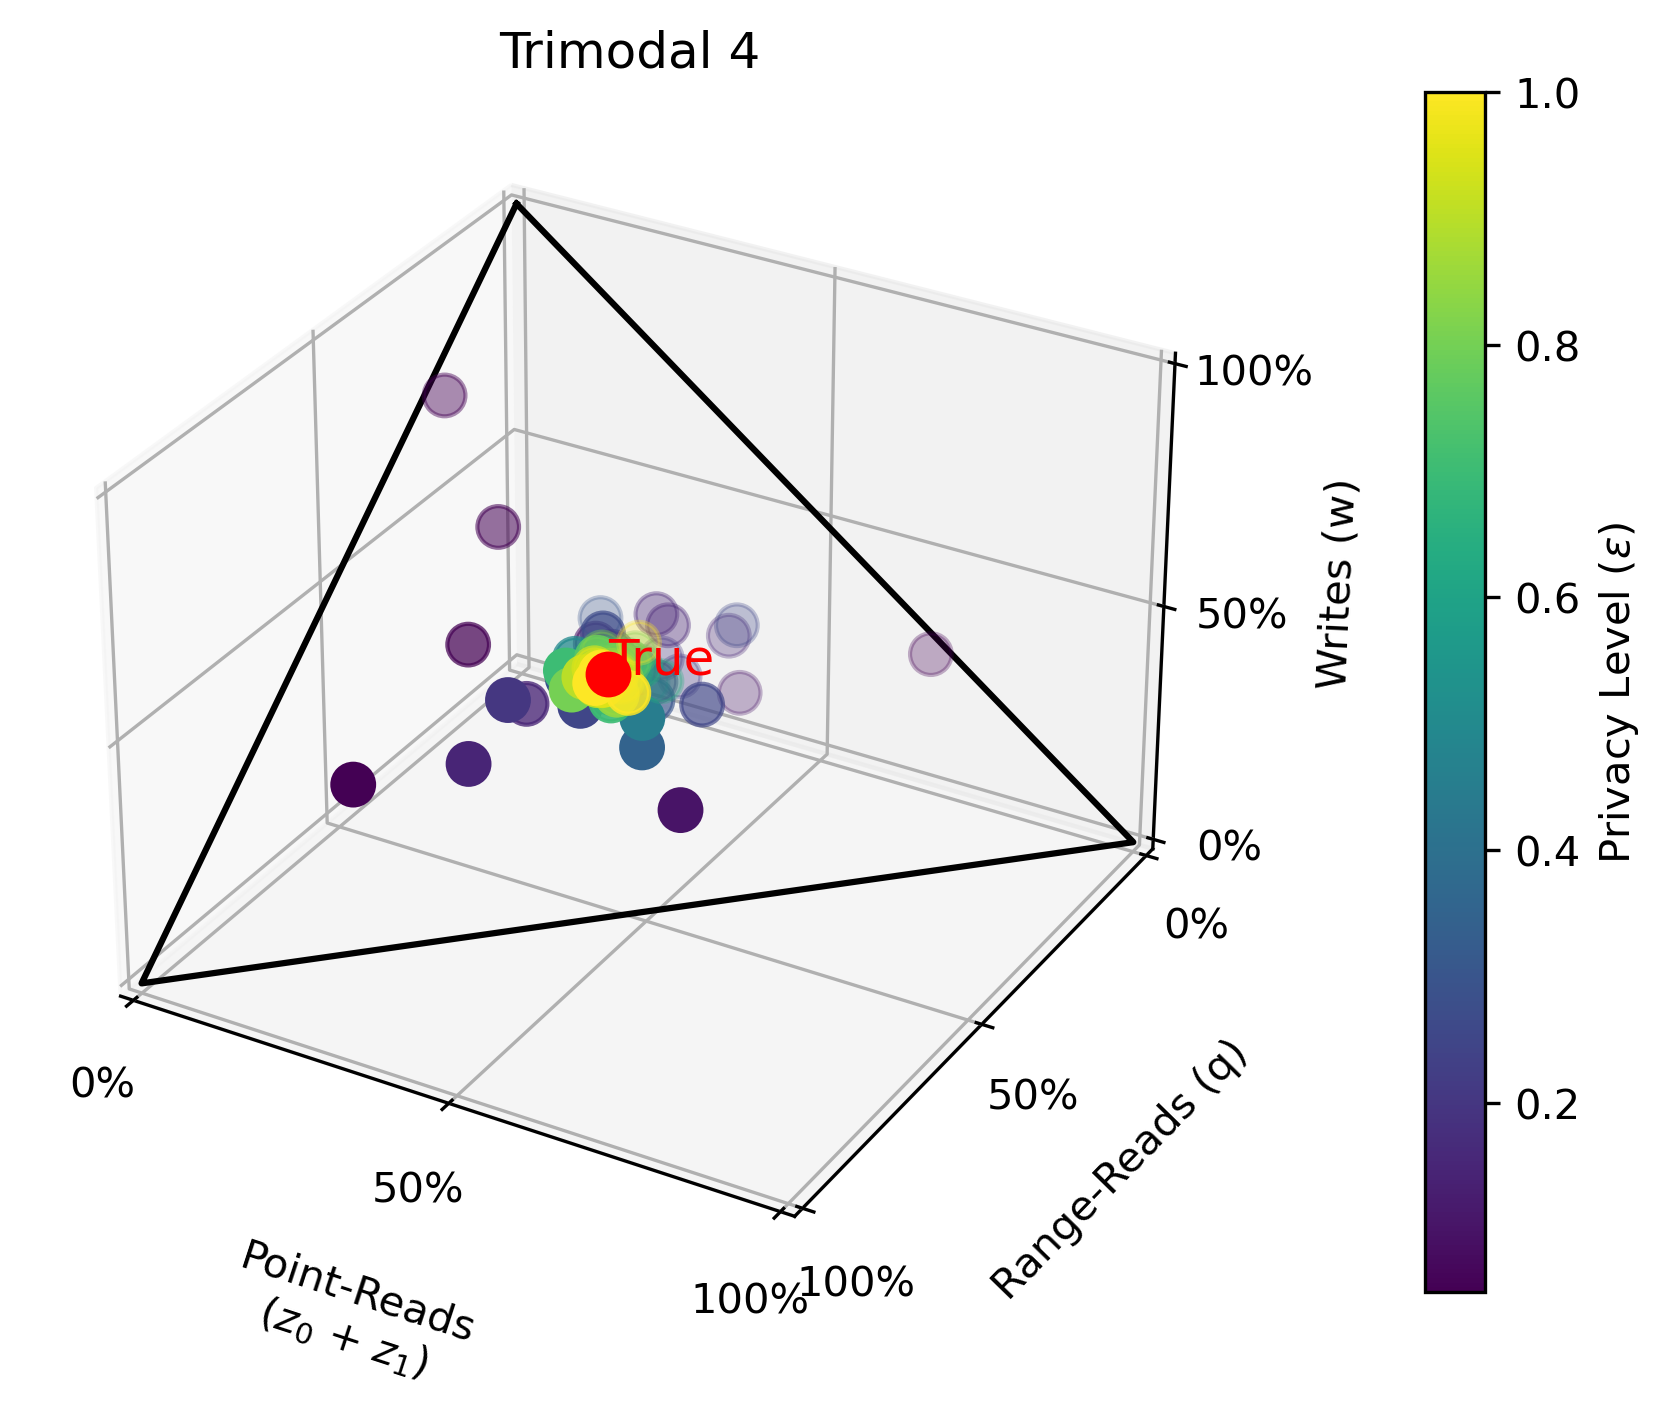 Trimodal 4
1.0
0.8
0.6
0.4
0.2
Privacy Level (ε)
100%
50%
0%
Writes (w)
True
0%
50%
100%
Range-Reads (q)
0%
50%
100%
Point-Reads
(z₀ + z₁)